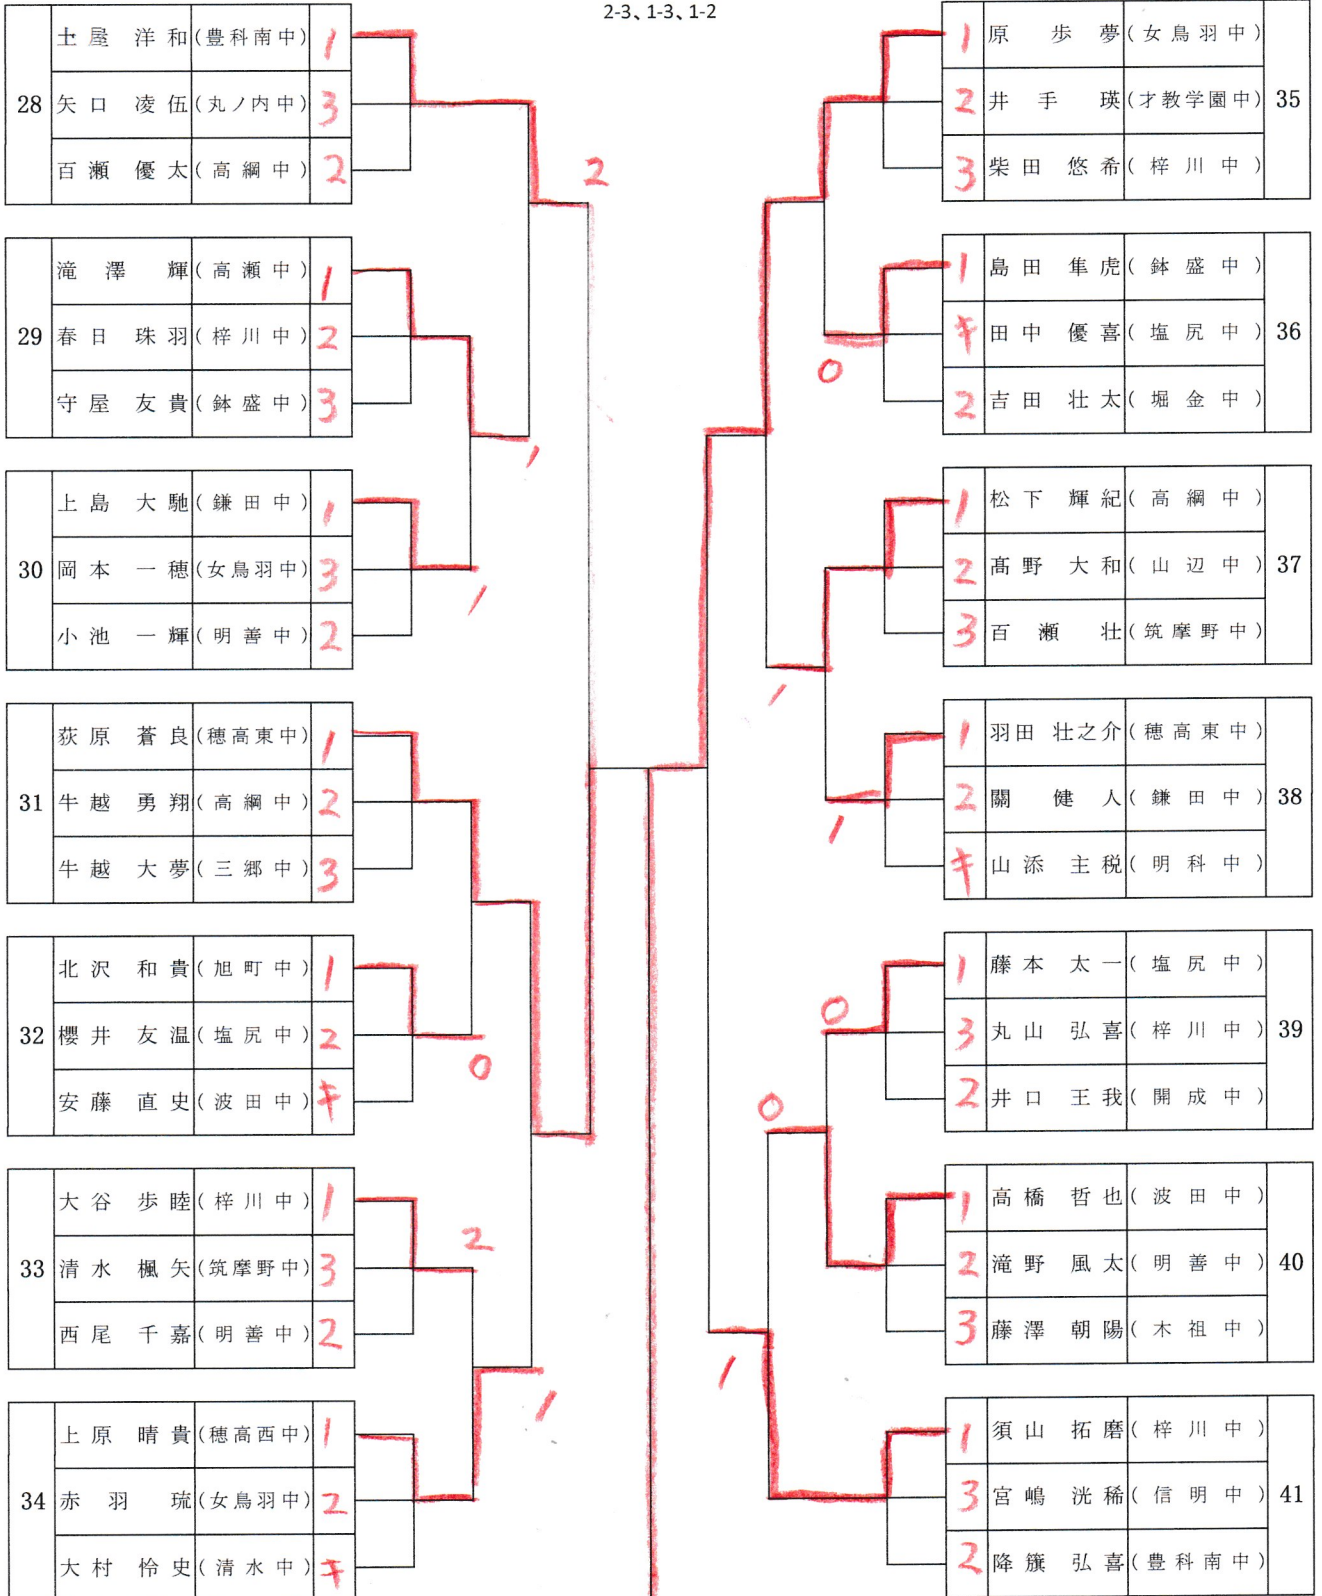 2-3、1-3、1-2
28
土屋 洋和 (豊科南中) 1
矢口 凌伍 (丸ノ内中) 3
百瀬 優太 (高綱中) 2
29
滝澤 輝 (高瀬中) 1
春日 珠羽 (梓川中) 2
守屋 友貴 (鉢盛中) 3
30
上島 大馳 (鎌田中) 1
岡本 一穂 (女鳥羽中) 3
小池 一輝 (明善中) 2
31
荻原 蒼良 (穂高東中) 1
牛越 勇翔 (高綱中) 2
牛越 大夢 (三郷中) 3
32
北沢 和貴 (旭町中) 1
櫻井 友温 (塩尻中) 2
安藤 直史 (波田中) キ
33
大谷 歩睦 (梓川中) 1
清水 楓矢 (筑摩野中) 3
西尾 千嘉 (明善中) 2
34
上原 晴貴 (穂高西中) 1
赤羽 琉 (女鳥羽中) 2
大村 怜史 (清水中) キ
2
1
1
0
2
1
1 原 歩夢 (女鳥羽中)
2 井手 瑛 (才教学園中)
3 柴田 悠希 (梓川中)
35
1 島田 隼虎 (鉢盛中)
キ 田中 優喜 (塩尻中)
2 吉田 壮太 (堀金中)
36
1 松下 輝紀 (高綱中)
2 髙野 大和 (山辺中)
3 百瀬 壮 (筑摩野中)
37
1 羽田 壮之介 (穂高東中)
2 關 健人 (鎌田中)
キ 山添 主税 (明科中)
38
1 藤本 太一 (塩尻中)
3 丸山 弘喜 (梓川中)
2 井口 王我 (開成中)
39
1 高橋 哲也 (波田中)
2 滝野 風太 (明善中)
3 藤澤 朝陽 (木祖中)
40
1 須山 拓磨 (梓川中)
3 宮嶋 洸稀 (信明中)
2 降籏 弘喜 (豊科南中)
41
0
1
1
0
0
1